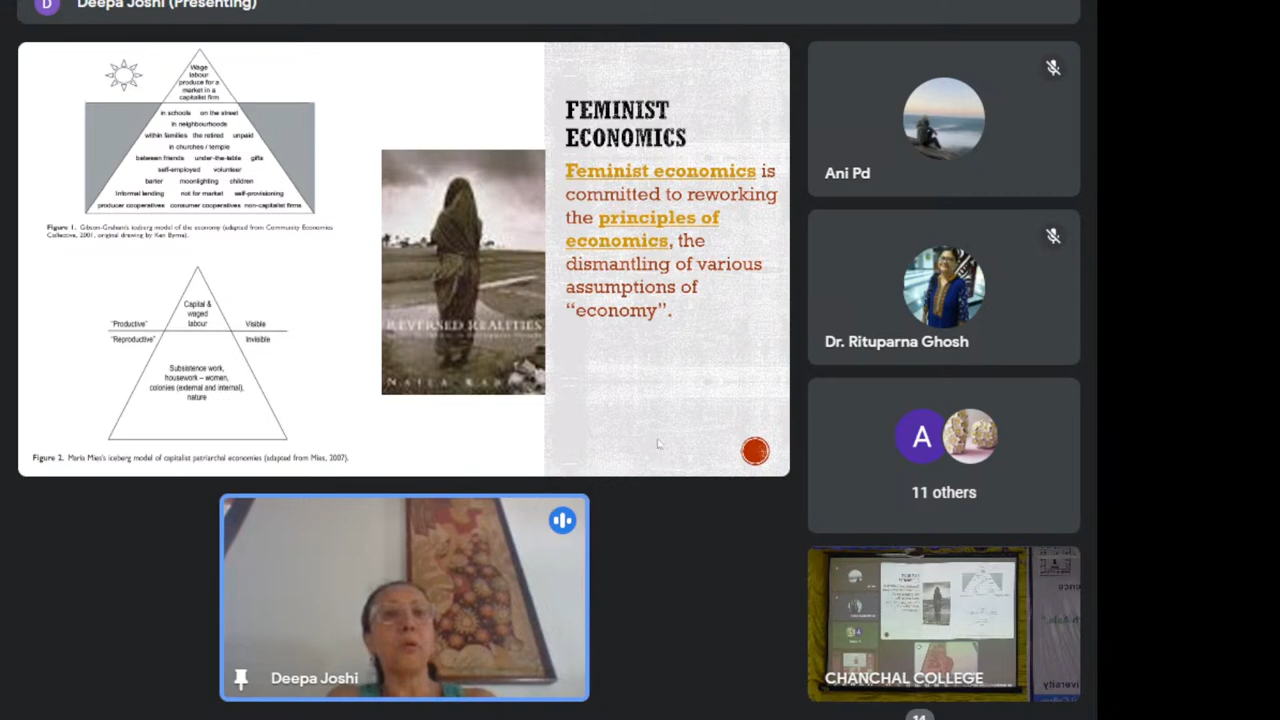 D
Deepa Joshi (Presenting)
Wage
labour
produce for a
market in a
capitalist firm
in schools on the street
in neighbourhoods
within families the retired unpaid
in churches / temple
between friends under-the-table gifts
self-employed volunteer
barter moonlighting children
Informal lending not for market self-provisioning
producer cooperatives consumer cooperatives non-capitalist firms
Figure 1. Gibson-Graham's iceberg model of the economy (adapted from Community Economies
Collective, 2001, original drawing by Ken Byrne).
Capital &
waged
labour
"Productive" Visible
"Reproductive" Invisible
Subsistence work,
housework – women,
colonies (external and internal),
nature
Figure 2. Maria Mies's iceberg model of capitalist patriarchal economies (adapted from Mies, 2007).
REVERSED REALITIES
NAILA
FEMINIST
ECONOMICS
Feminist economics is
committed to reworking
the principles of
economics, the
dismantling of various
assumptions of
“economy”.
Ani Pd
Dr. Rituparna Ghosh
A
11 others
CHANCHAL COLLEGE
Deepa Joshi
14